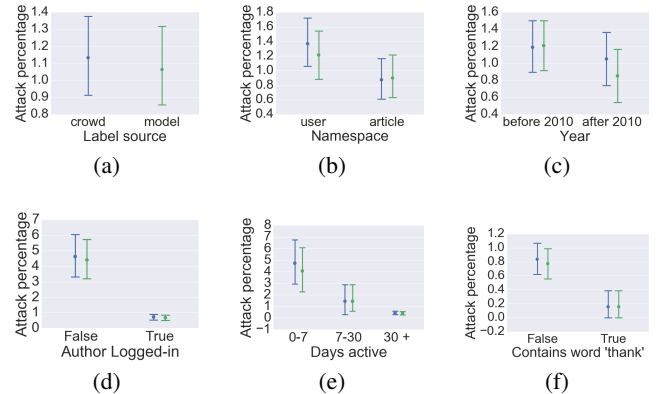 Attack percentage
1.4
1.3
1.2
1.1
1.0
0.9
0.8
crowd model
Label source
(a)
Attack percentage
1.8
1.6
1.4
1.2
1.0
0.8
0.6
0.4
user article
Namespace
(b)
Attack percentage
1.6
1.4
1.2
1.0
0.8
0.6
0.4
before 2010 after 2010
Year
(c)
Attack percentage
7
6
5
4
3
2
1
0
False True
Author Logged-in
(d)
Attack percentage
8
7
6
5
4
3
2
1
0
−1
0-7 7-30 30 +
Days active
(e)
Attack percentage
1.2
1.0
0.8
0.6
0.4
0.2
0.0
−0.2
False True
Contains word 'thank'
(f)